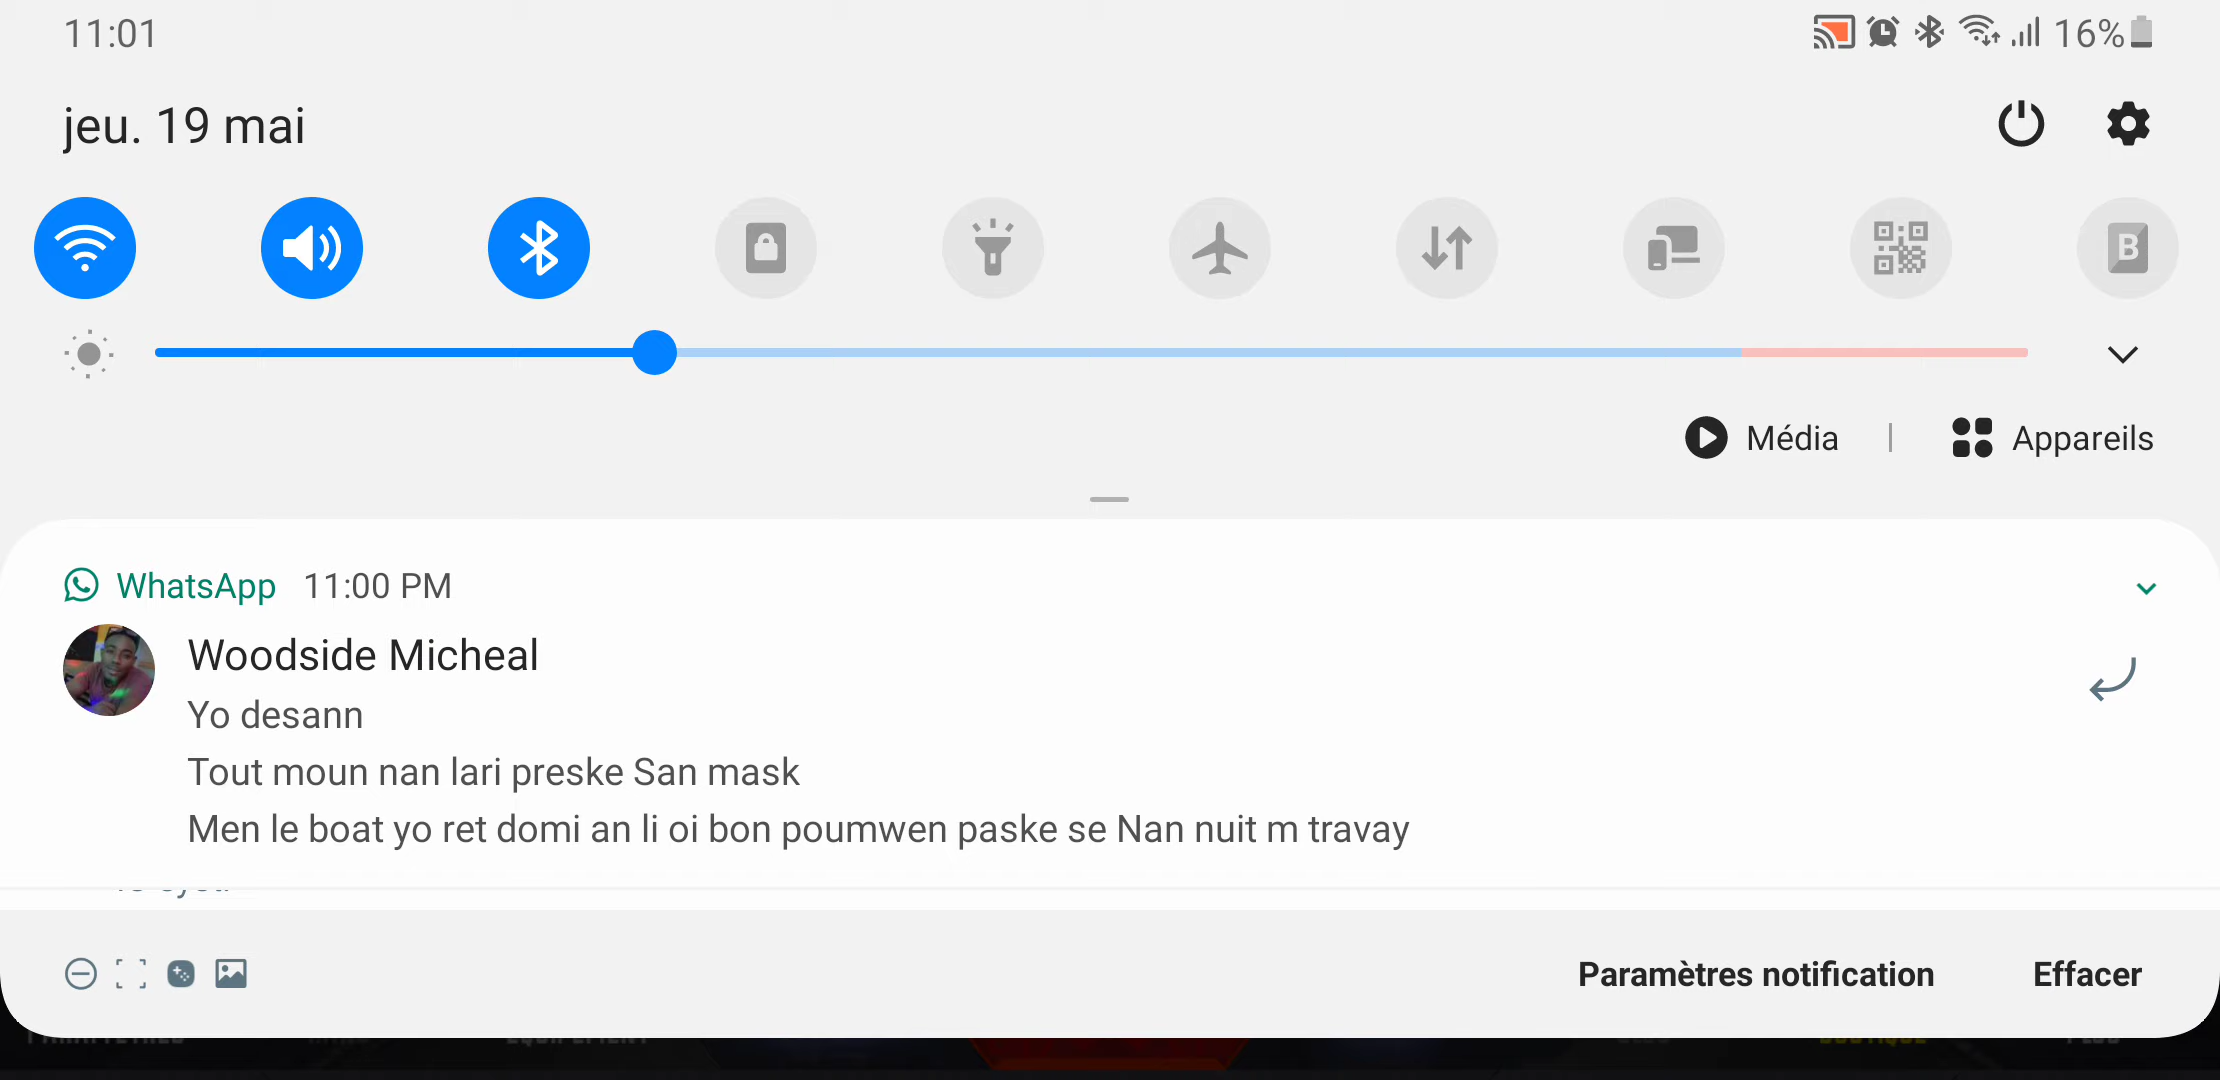 11:01
16%
jeu. 19 mai
B
Média | Appareils
WhatsApp 11:00 PM
Woodside Micheal
Yo desann
Tout moun nan lari preske San mask
Men le boat yo ret domi an li oi bon poumwen paske se Nan nuit m travay
Paramètres notification Effacer